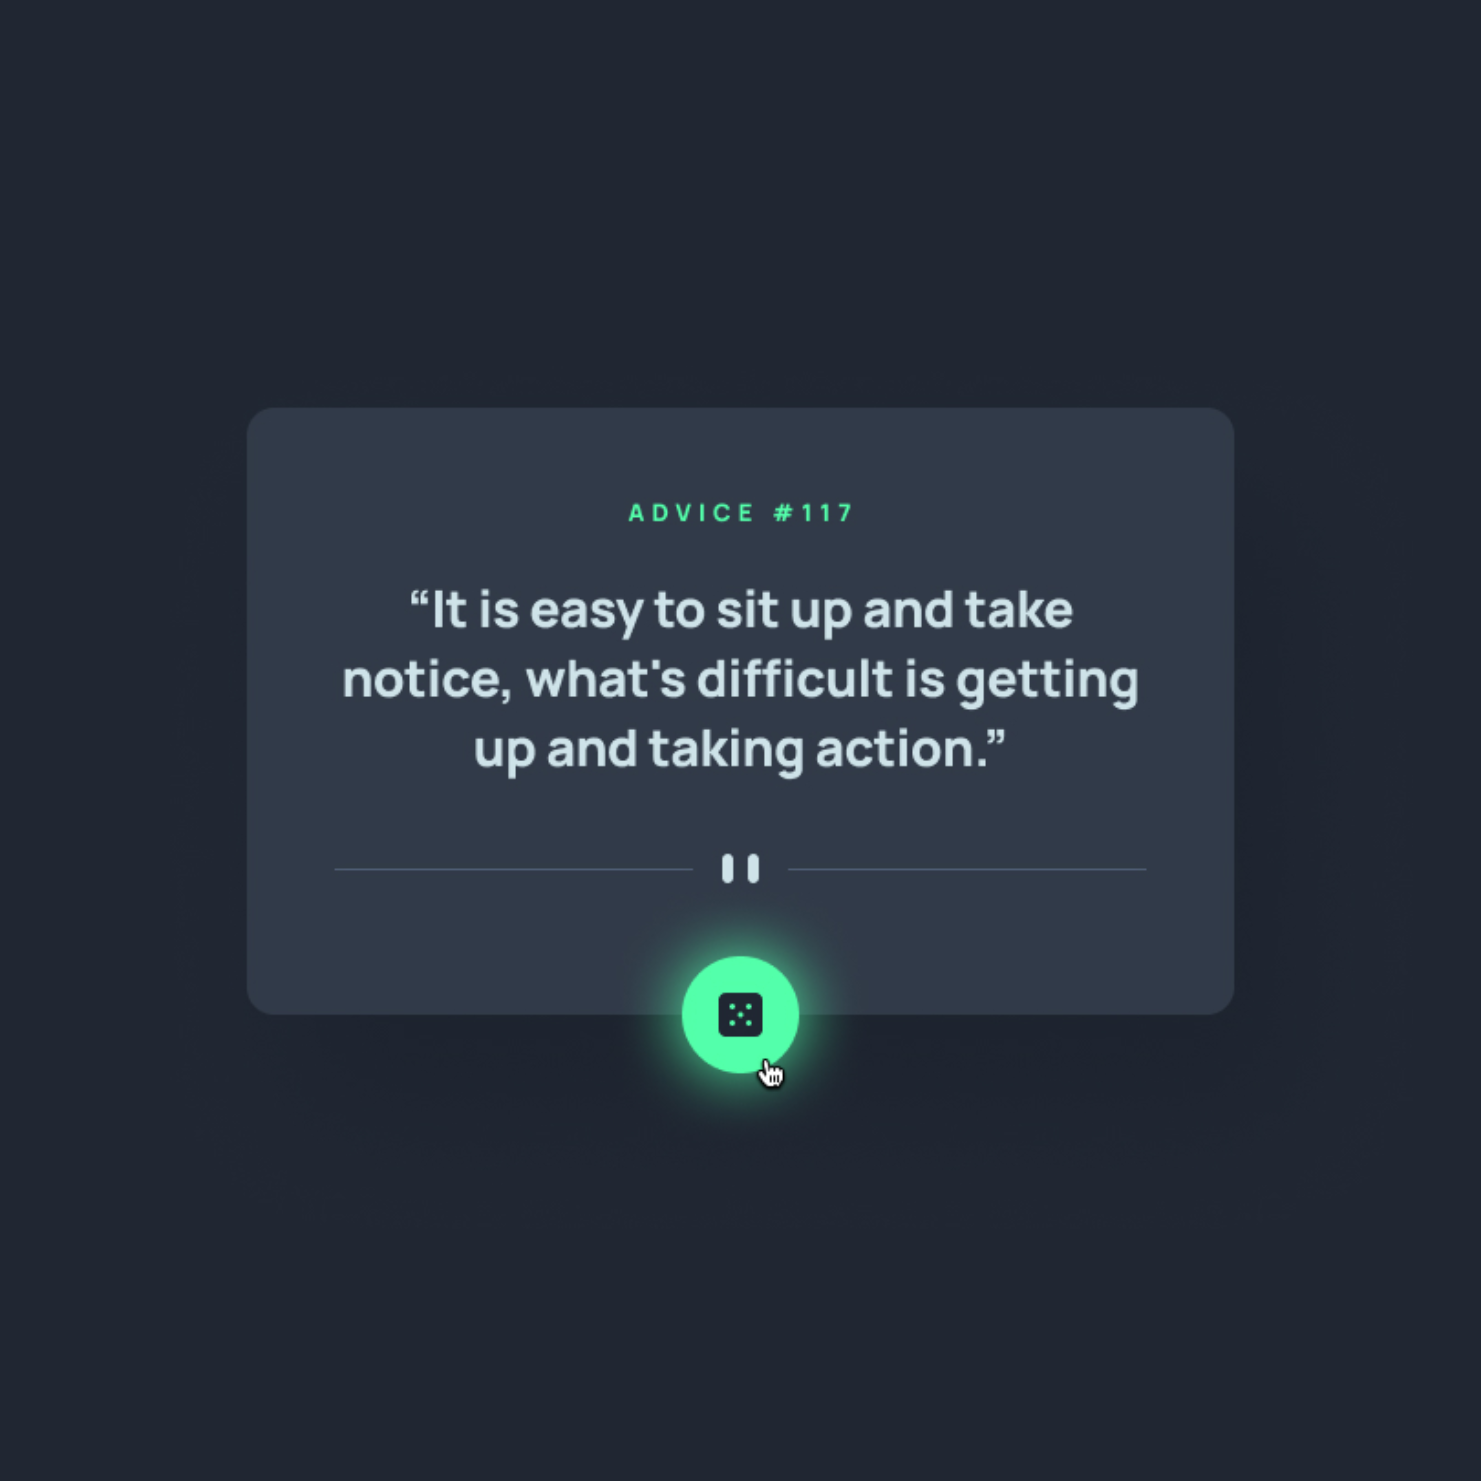 ADVICE #117
“It is easy to sit up and take
notice, what's difficult is getting
up and taking action.”